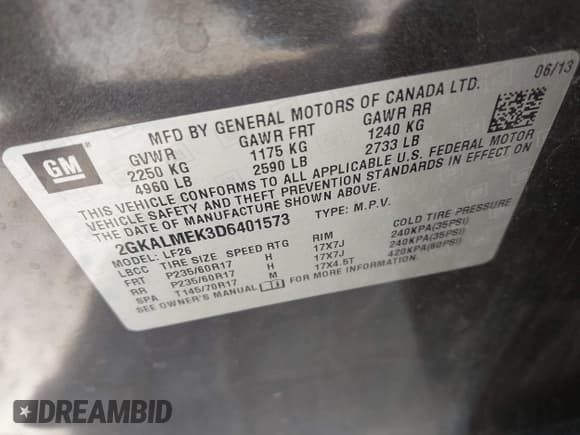 06/13
GM
MFD BY GENERAL MOTORS OF CANADA LTD.
GVWR GAWR FRT GAWR RR
2250 KG 1175 KG 1240 KG
4960 LB 2590 LB 2733 LB
THIS VEHICLE CONFORMS TO ALL APPLICABLE U.S. FEDERAL MOTOR
VEHICLE SAFETY AND THEFT PREVENTION STANDARDS IN EFFECT ON
THE DATE OF MANUFACTURE SHOWN ABOVE.
2GKALMEK3D6401573 TYPE: M.P.V.
MODEL: LF26
LBCC TIRE SIZE SPEED RTG RIM COLD TIRE PRESSURE
FRT P235/60R17 H 17X7J 240KPA(35PSI)
RR P235/60R17 H 17X7J 240KPA(35PSI)
SPA T145/70R17 M 17X4.5T 420KPA(60PSI)
SEE OWNER'S MANUAL FOR MORE INFORMATION.
DREAMBID